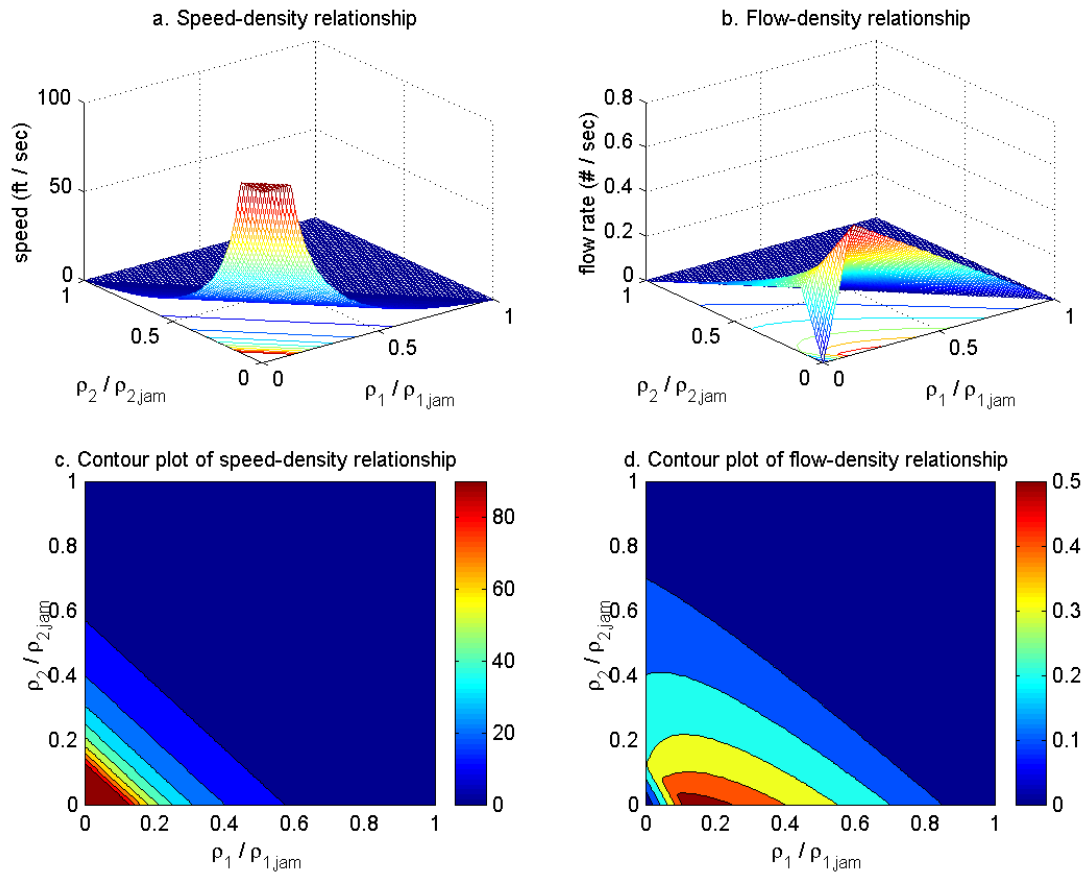 a. Speed-density relationship
b. Flow-density relationship
100
50
0
speed (ft / sec)
1
0.5
0
ρ2 / ρ2,jam
0
0.5
1
ρ1 / ρ1,jam
0.8
0.6
0.4
0.2
0
flow rate (# / sec)
1
0.5
0
ρ2 / ρ2,jam
0
0.5
1
ρ1 / ρ1,jam
c. Contour plot of speed-density relationship
d. Contour plot of flow-density relationship
1
0.8
0.6
0.4
0.2
0
ρ2 / ρ2,jam
0 0.2 0.4 0.6 0.8 1
ρ1 / ρ1,jam
80
60
40
20
0
1
0.8
0.6
0.4
0.2
0
ρ2 / ρ2,jam
0 0.2 0.4 0.6 0.8 1
ρ1 / ρ1,jam
0.5
0.4
0.3
0.2
0.1
0